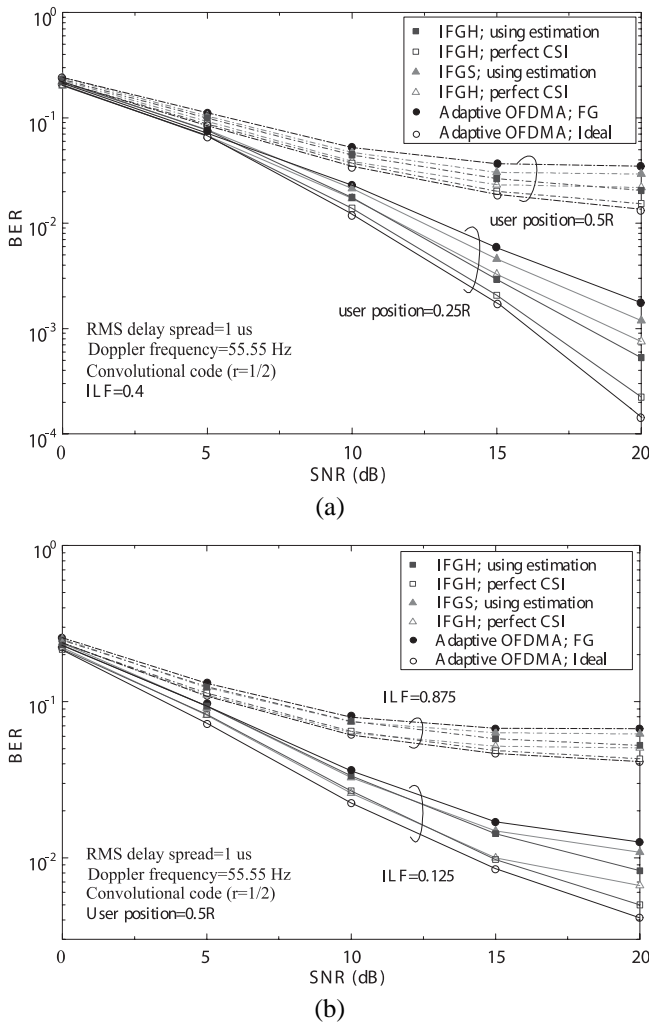 10^0
IFGH; using estimation
IFGH; perfect CSI
IFGS; using estimation
IFGH; perfect CSI
Adaptive OFDMA; FG
Adaptive OFDMA; Ideal
10^-1
BER
10^-2
user position=0.5R
user position=0.25R
RMS delay spread=1 us
Doppler frequency=55.55 Hz
Convolutional code (r=1/2)
ILF=0.4
10^-3
10^-4
0 5 10 15 20
SNR (dB)
(a)
10^0
IFGH; using estimation
IFGH; perfect CSI
IFGS; using estimation
IFGH; perfect CSI
Adaptive OFDMA; FG
Adaptive OFDMA; Ideal
ILF=0.875
10^-1
BER
ILF=0.125
10^-2
RMS delay spread=1 us
Doppler frequency=55.55 Hz
Convolutional code (r=1/2)
User position=0.5R
0 5 10 15 20
SNR (dB)
(b)